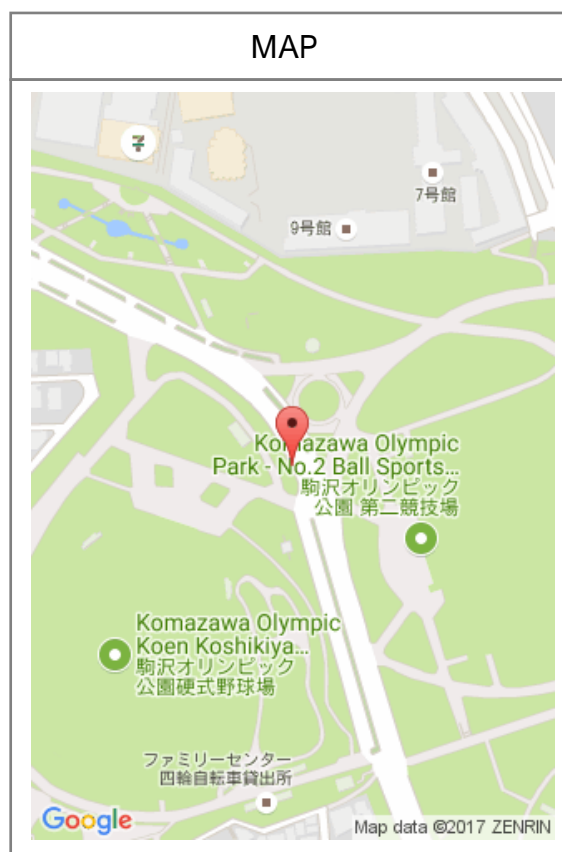 MAP
7号館
9号館
Komazawa Olympic
Park - No.2 Ball Sports...
駒沢オリンピック
公園 第二競技場
Komazawa Olympic
Koen Koshikiya...
駒沢オリンピック
公園硬式野球場
ファミリーセンター
四輪自転車貸出所
Google
Map data ©2017 ZENRIN